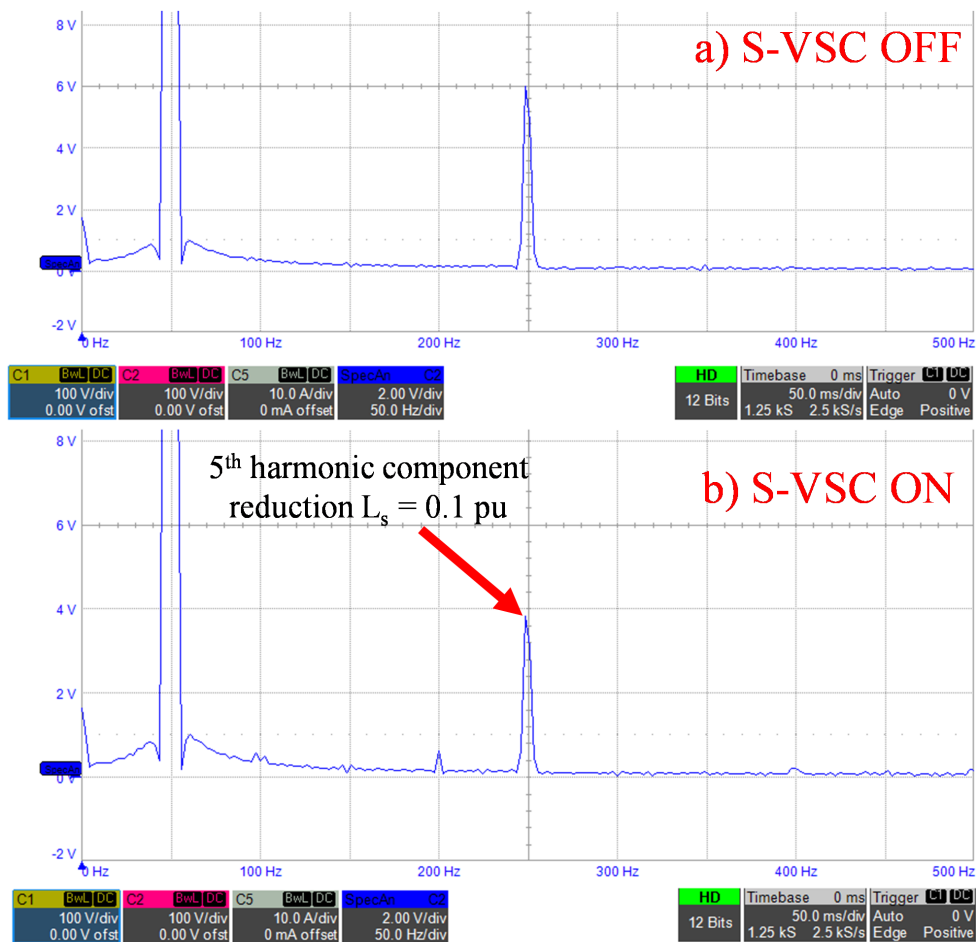 8 V
a) S-VSC OFF
6 V
4 V
2 V
SpecAn
0 V
-2 V
0 Hz 100 Hz 200 Hz 300 Hz 400 Hz 500 Hz
C1 BwL DC C2 BwL DC C5 BwL DC SpecAn C2 HD Timebase 0 ms Trigger C1 DC
100 V/div 100 V/div 10.0 A/div 2.00 V/div 12 Bits 50.0 ms/div Auto 0 V
0.00 V ofst 0.00 V ofst 0 mA offset 50.0 Hz/div 1.25 kS 2.5 kS/s Edge Positive
8 V
5th harmonic component
reduction Ls = 0.1 pu
b) S-VSC ON
6 V
4 V
2 V
SpecAn
0 V
-2 V
0 Hz 100 Hz 200 Hz 300 Hz 400 Hz 500 Hz
C1 BwL DC C2 BwL DC C5 BwL DC SpecAn C2 HD Timebase 0 ms Trigger C1 DC
100 V/div 100 V/div 10.0 A/div 2.00 V/div 12 Bits 50.0 ms/div Auto 0 V
0.00 V ofst 0.00 V ofst 0 mA offset 50.0 Hz/div 1.25 kS 2.5 kS/s Edge Positive